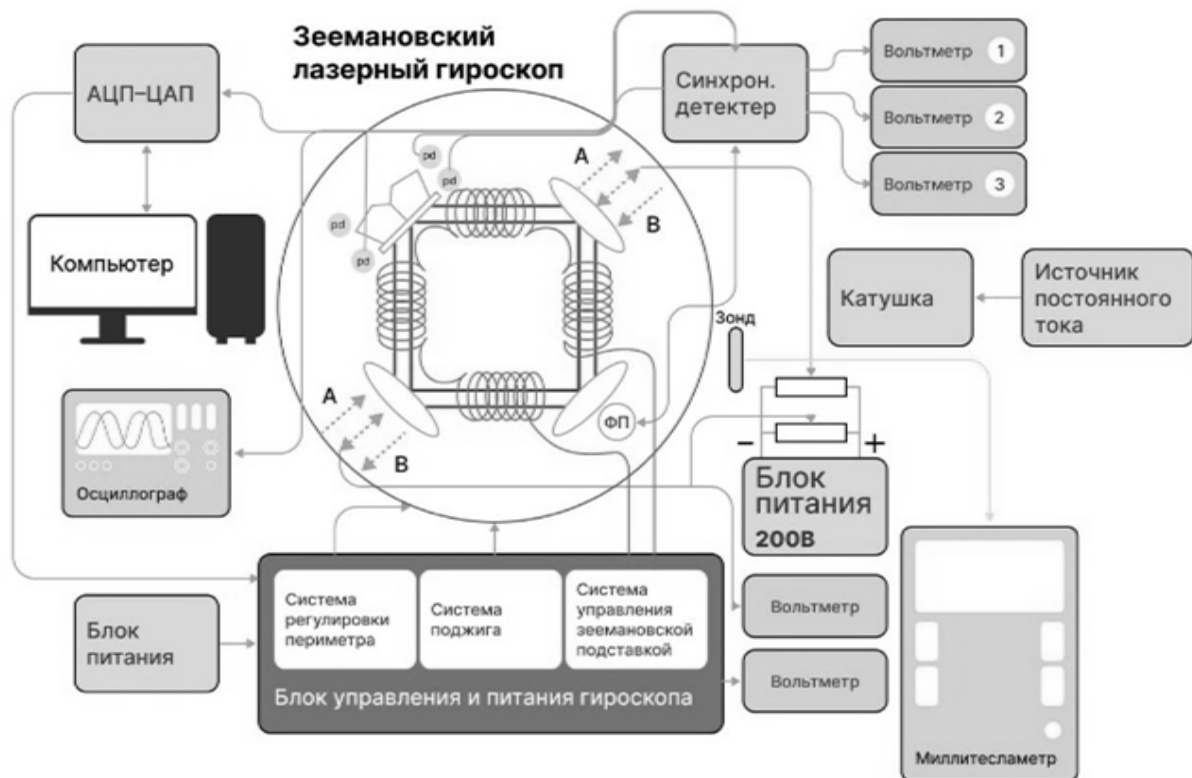 Зеемановский
лазерный гироскоп
АЦП–ЦАП
Синхрон.
детектер
Вольтметр 1
Вольтметр 2
Вольтметр 3
pd
pd
pd
pd
A
B
Компьютер
Катушка
Источник
постоянного
тока
Зонд
A
B
ФП
Осциллограф
– +
Блок
питания
200В
Блок
питания
Система
регулировки
периметра
Система
поджига
Система
управления
зеемановской
подставкой
Блок управления и питания гироскопа
Вольтметр
Вольтметр
Миллитесламетр